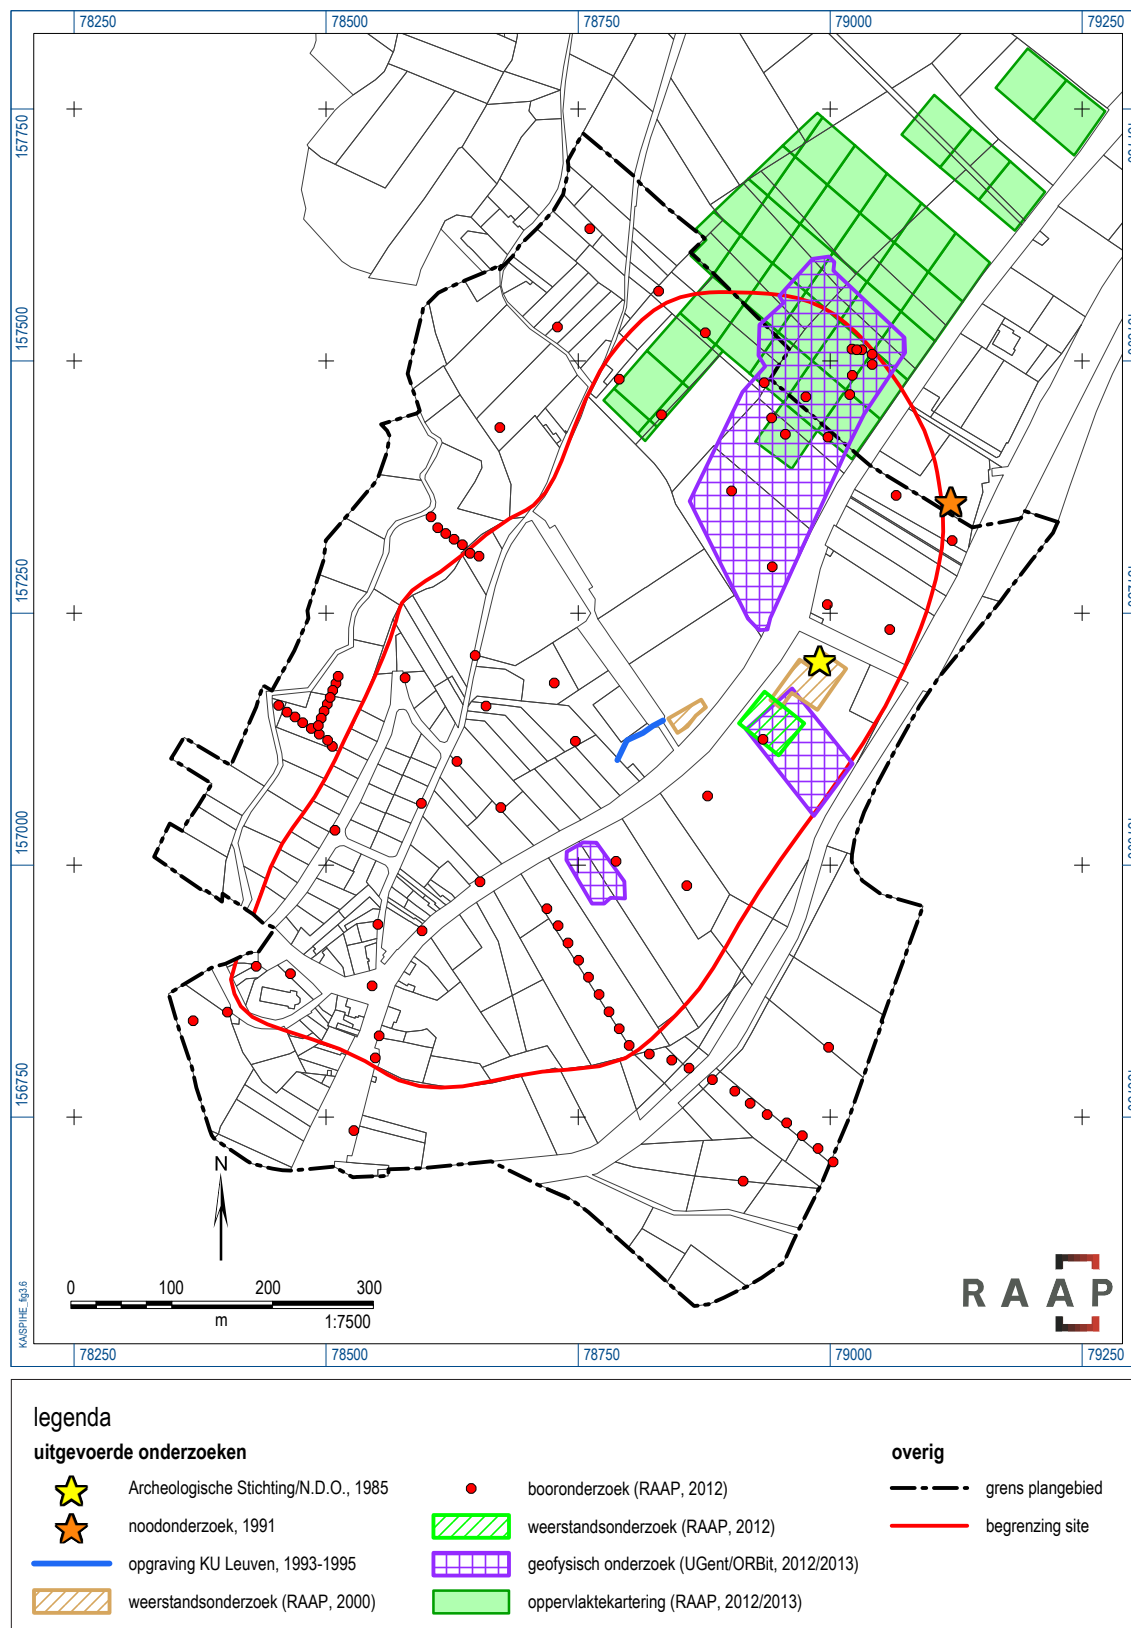 78250 78500 78750 79000 79250
157750
157500
157250
157000
156750
N
0 100 200 300
m 1:7500
KA/SPIHE_fig3.6
RAAP
78250 78500 78750 79000 79250
legenda
uitgevoerde onderzoeken
Archeologische Stichting/N.D.O., 1985
noodonderzoek, 1991
opgraving KU Leuven, 1993-1995
weerstandsonderzoek (RAAP, 2000)
booronderzoek (RAAP, 2012)
weerstandsonderzoek (RAAP, 2012)
geofysisch onderzoek (UGent/ORBit, 2012/2013)
oppervlaktekartering (RAAP, 2012/2013)
overig
grens plangebied
begrenzing site